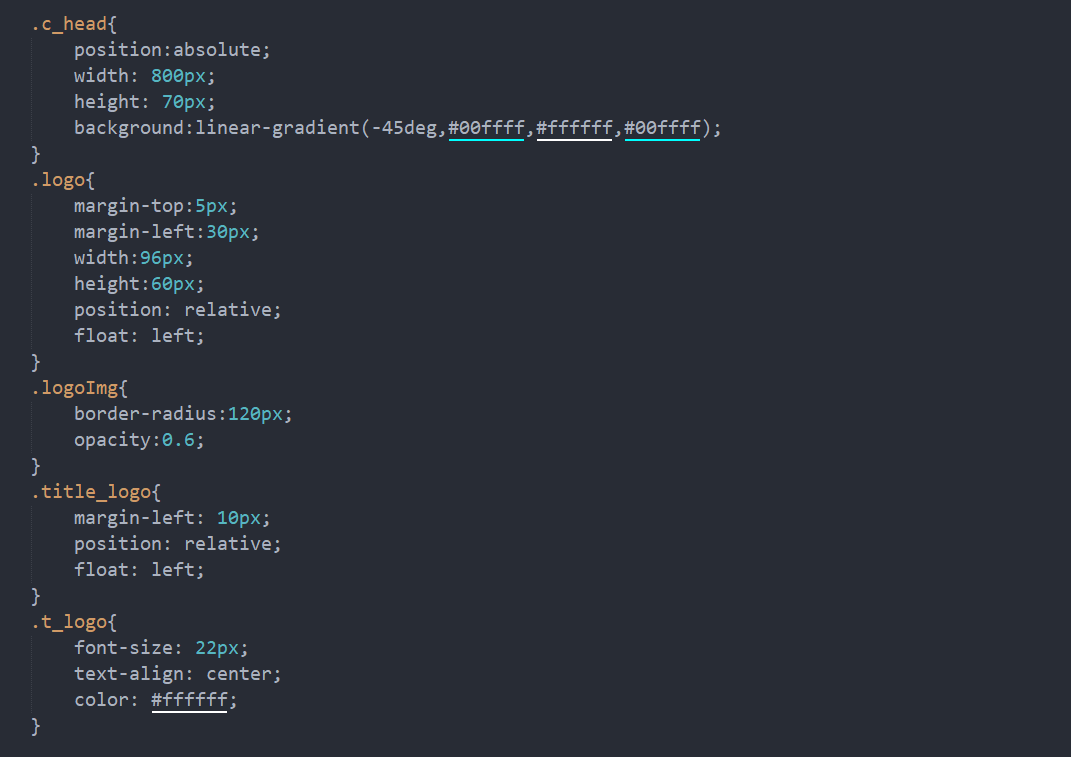 .c_head{
    position:absolute;
    width: 800px;
    height: 70px;
    background:linear-gradient(-45deg,#00ffff,#ffffff,#00ffff);
}
.logo{
    margin-top:5px;
    margin-left:30px;
    width:96px;
    height:60px;
    position: relative;
    float: left;
}
.logoImg{
    border-radius:120px;
    opacity:0.6;
}
.title_logo{
    margin-left: 10px;
    position: relative;
    float: left;
}
.t_logo{
    font-size: 22px;
    text-align: center;
    color: #ffffff;
}